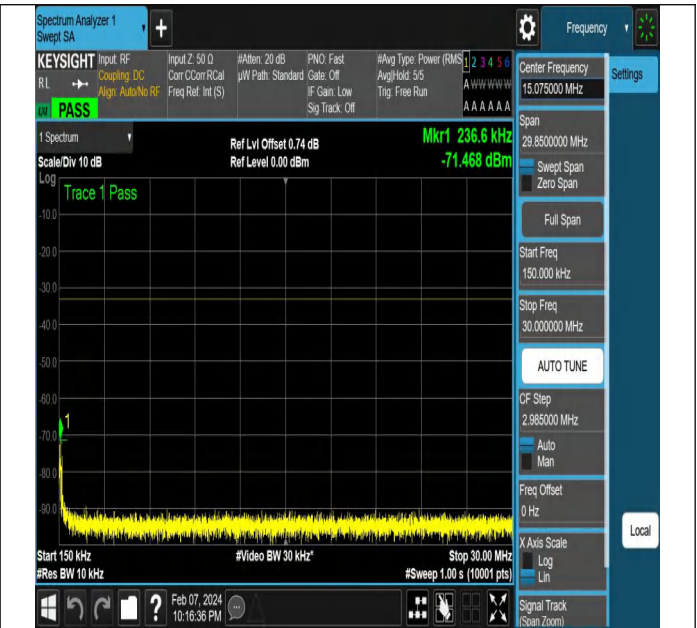 Spectrum Analyzer 1
Swept SA
+
Frequency
KEYSIGHT
RL
PASS
Input: RF
Coupling: DC
Align: Auto/No RF
Input Z: 50 Ω
Corr CCorr RCal
Freq Ref: Int (S)
#Atten: 20 dB
µW Path: Standard
PNO: Fast
Gate: Off
IF Gain: Low
Sig Track: Off
#Avg Type: Power (RMS
Avg|Hold: 5/5
Trig: Free Run
1 2 3 4 5 6
A W W W W W
A A A A A A
Center Frequency
15.075000 MHz
Settings
Span
29.8500000 MHz
Swept Span
Zero Span
Full Span
Start Freq
150.000 kHz
Stop Freq
30.000000 MHz
AUTO TUNE
CF Step
2.985000 MHz
Auto
Man
Freq Offset
0 Hz
X Axis Scale
Log
Lin
Signal Track
(Span Zoom)
Local
1 Spectrum
Scale/Div 10 dB
Ref Lvl Offset 0.74 dB
Ref Level 0.00 dBm
Mkr1 236.6 kHz
-71.468 dBm
Log
Trace 1 Pass
-10.0
-20.0
-30.0
-40.0
-50.0
-60.0
-70.0
-80.0
-90.0
1
Start 150 kHz
#Res BW 10 kHz
#Video BW 30 kHz*
Stop 30.00 MHz
#Sweep 1.00 s (10001 pts)
?
Feb 07, 2024
10:16:36 PM